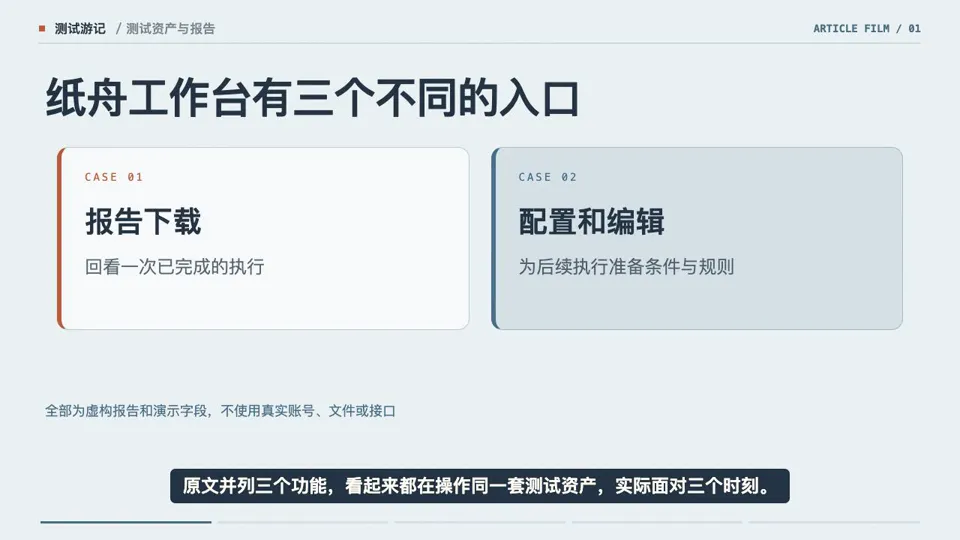 测试游记 / 测试资产与报告
ARTICLE FILM / 01
纸舟工作台有三个不同的入口
CASE 01
报告下载
回看一次已完成的执行
CASE 02
配置和编辑
为后续执行准备条件与规则
全部为虚构报告和演示字段，不使用真实账号、文件或接口
原文并列三个功能，看起来都在操作同一套测试资产，实际面对三个时刻。